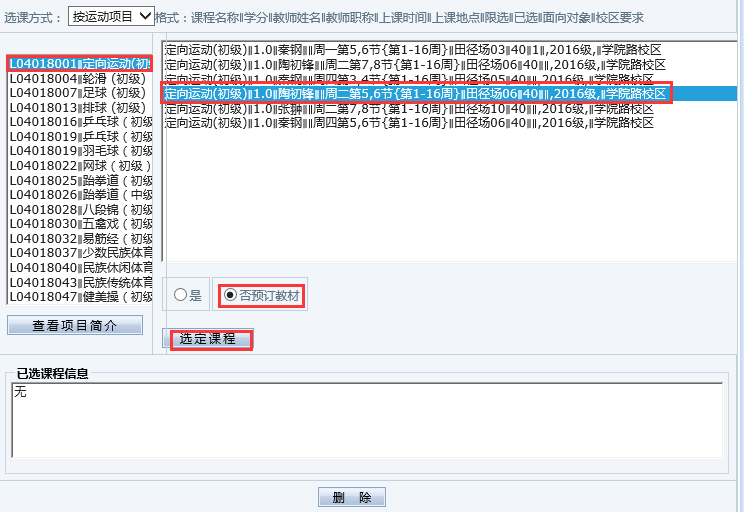 选课方式： 按运动项目 格式：课程名称‖学分‖教师姓名‖教师职称‖上课时间‖上课地点‖限选‖已选‖面向对象‖校区要求
L04018001‖定向运动(初
L04018004‖轮滑 (初级)
L04018007‖足球 (初级)
L04018013‖排球 (初级)
L04018016‖乒乓球 ( 初级
L04018019‖乒乓球 ( 初级
L04018019‖羽毛球 ( 初级
L04018022‖网球 ( 初级)
L04018025‖跆拳道 ( 初级
L04018026‖跆拳道 ( 中级
L04018028‖八段锦 ( 初级
L04018030‖五禽戏 ( 初级
L04018032‖易筋经 ( 初级
L04018037‖少数民族体育
L04018040‖民族休闲体育
L04018043‖民族传统体育
L04018047‖健美操 ( 初级
定向运动(初级)‖1.0‖秦钢‖‖周一第5,6节{第1-16周}‖田径场03‖40‖1‖,2016级,‖学院路校区
定向运动(初级)‖1.0‖陶初锋‖‖周二第7,8节{第1-16周}‖田径场06‖40‖‖,2016级,‖学院路校区
定向运动(初级)‖1.0‖秦钢‖‖周四第3,4节{第1-16周}‖田径场05‖40‖‖,2016级,‖学院路校区
定向运动(初级)‖1.0‖陶初锋‖‖周二第5,6节{第1-16周}‖田径场06‖40‖‖,2016级,‖学院路校区
定向运动(初级)‖1.0‖张翀‖‖周二第7,8节{第1-16周}‖田径场10‖40‖‖,2016级,‖学院路校区
定向运动(初级)‖1.0‖秦钢‖‖周四第5,6节{第1-16周}‖田径场06‖40‖‖,2016级,‖学院路校区
是 否预订教材
查看项目简介
选定课程
已选课程信息
无
删 除